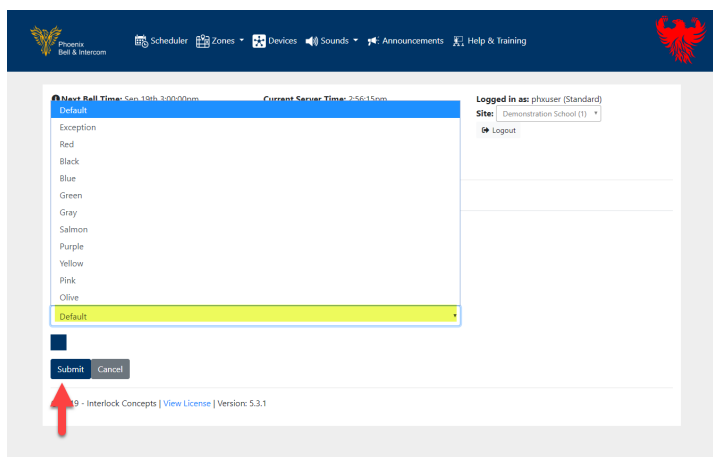 Phoenix
Bell & Intercom
Scheduler Zones Devices Sounds Announcements Help & Training
Next Bell Time: Sep 19th 3:00:00pm Current Server Time: 2:56:15pm Logged in as: phxuser (Standard)
Site: Demonstration School (1)
Logout
Default
Exception
Red
Black
Blue
Green
Gray
Salmon
Purple
Yellow
Pink
Olive
Default
Submit Cancel
19 - Interlock Concepts | View License | Version: 5.3.1